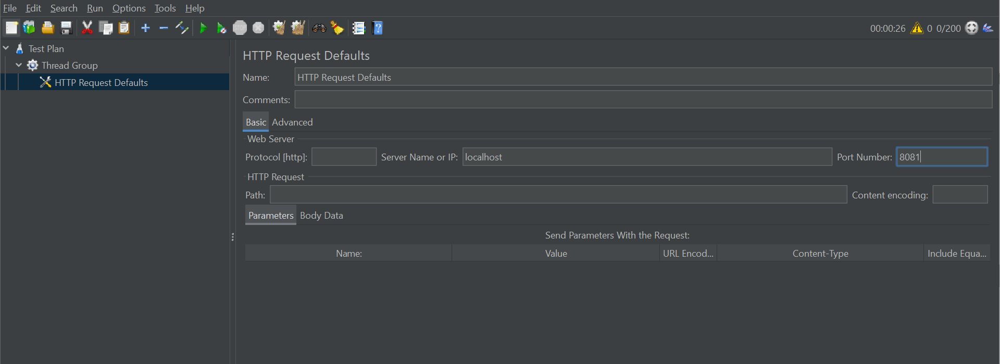 File Edit Search Run Options Tools Help
STOP 00:00:26 0 0/200
Test Plan
Thread Group
HTTP Request Defaults
HTTP Request Defaults
Name: HTTP Request Defaults
Comments:
Basic Advanced
Web Server
Protocol [http]: Server Name or IP: localhost Port Number: 8081
HTTP Request
Path: Content encoding:
Parameters Body Data
Send Parameters With the Request:
Name: Value URL Encod... Content-Type Include Equa...